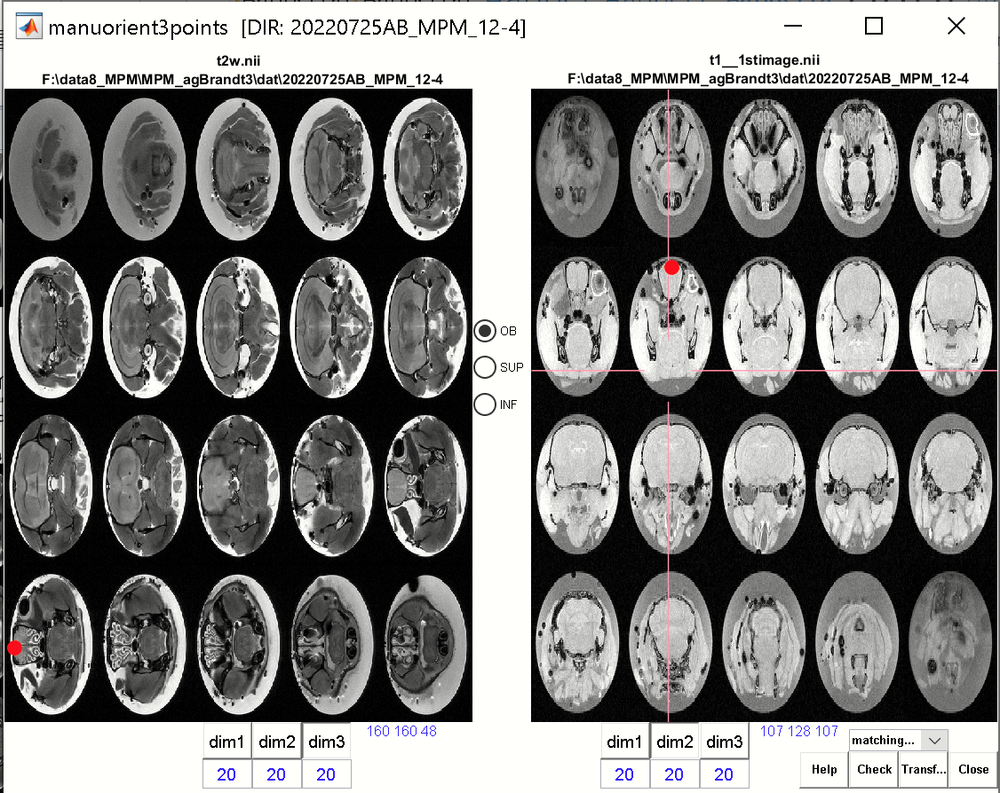 manuorient3points [DIR: 20220725AB_MPM_12-4]
t2w.nii
F:\data8_MPM\MPM_agBrandt3\dat\20220725AB_MPM_12-4
t1__1stimage.nii
F:\data8_MPM\MPM_agBrandt3\dat\20220725AB_MPM_12-4
OB
SUP
INF
dim1 dim2 dim3
160 160 48
20 20 20
dim1 dim2 dim3
107 128 107
20 20 20
matching...
Help Check Transf... Close